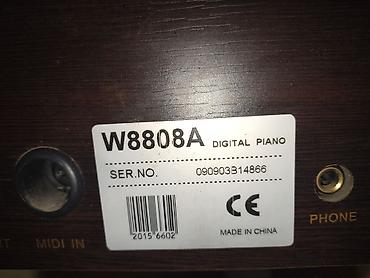 W8808A DIGITAL PIANO
SER.NO. 090903B14866
CE
2015 6602
MADE IN CHINA
MIDI IN
PHONE